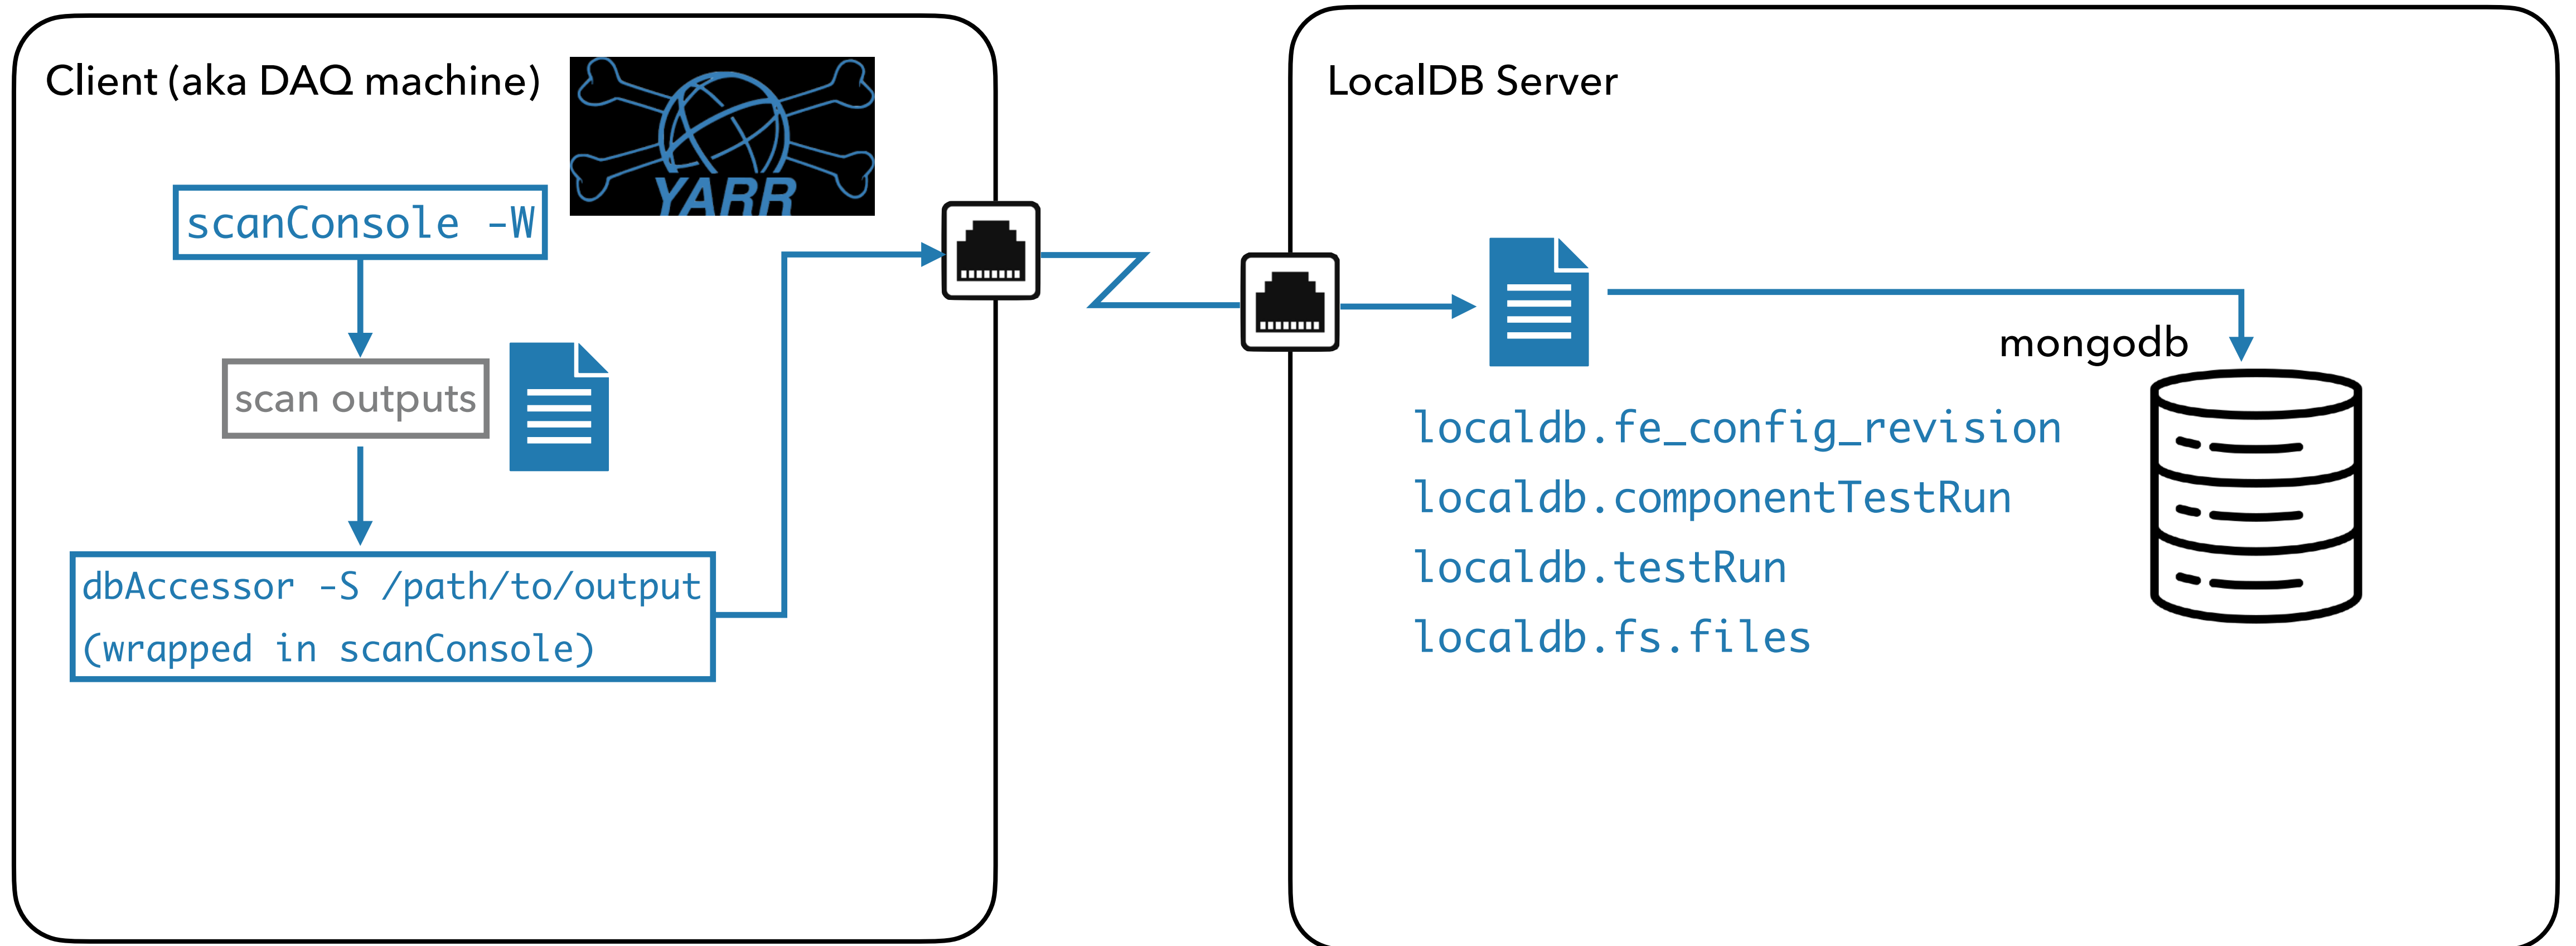 Client (aka DAQ machine)
YARR
scanConsole -W
scan outputs
dbAccessor -S /path/to/output
(wrapped in scanConsole)
LocalDB Server
mongodb
localdb.fe_config_revision
localdb.componentTestRun
localdb.testRun
localdb.fs.files